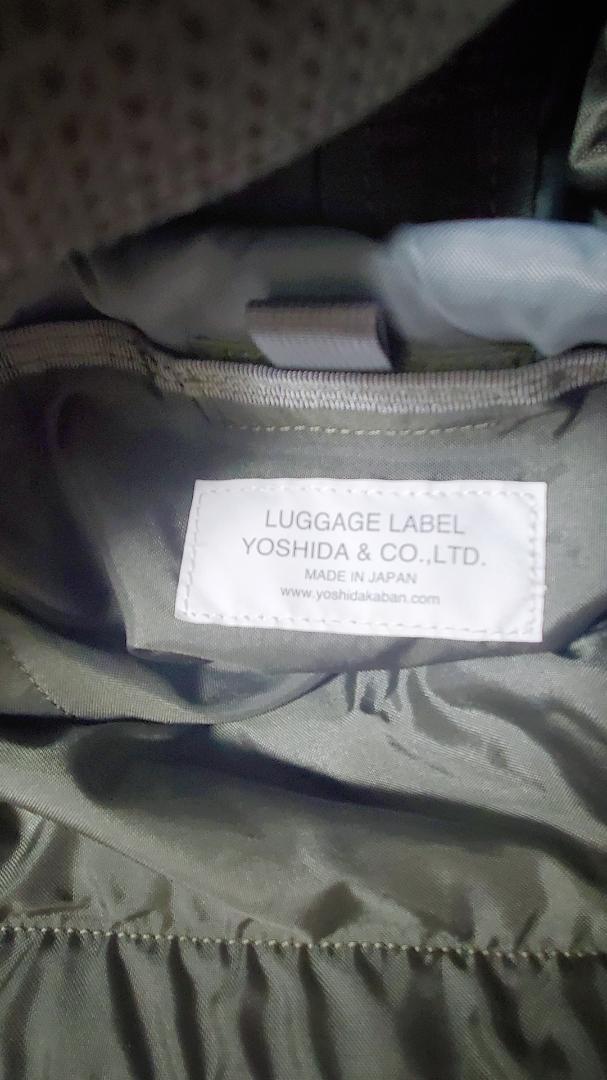 LUGGAGE LABEL
YOSHIDA & CO.,LTD.
MADE IN JAPAN
www.yoshidakaban.com